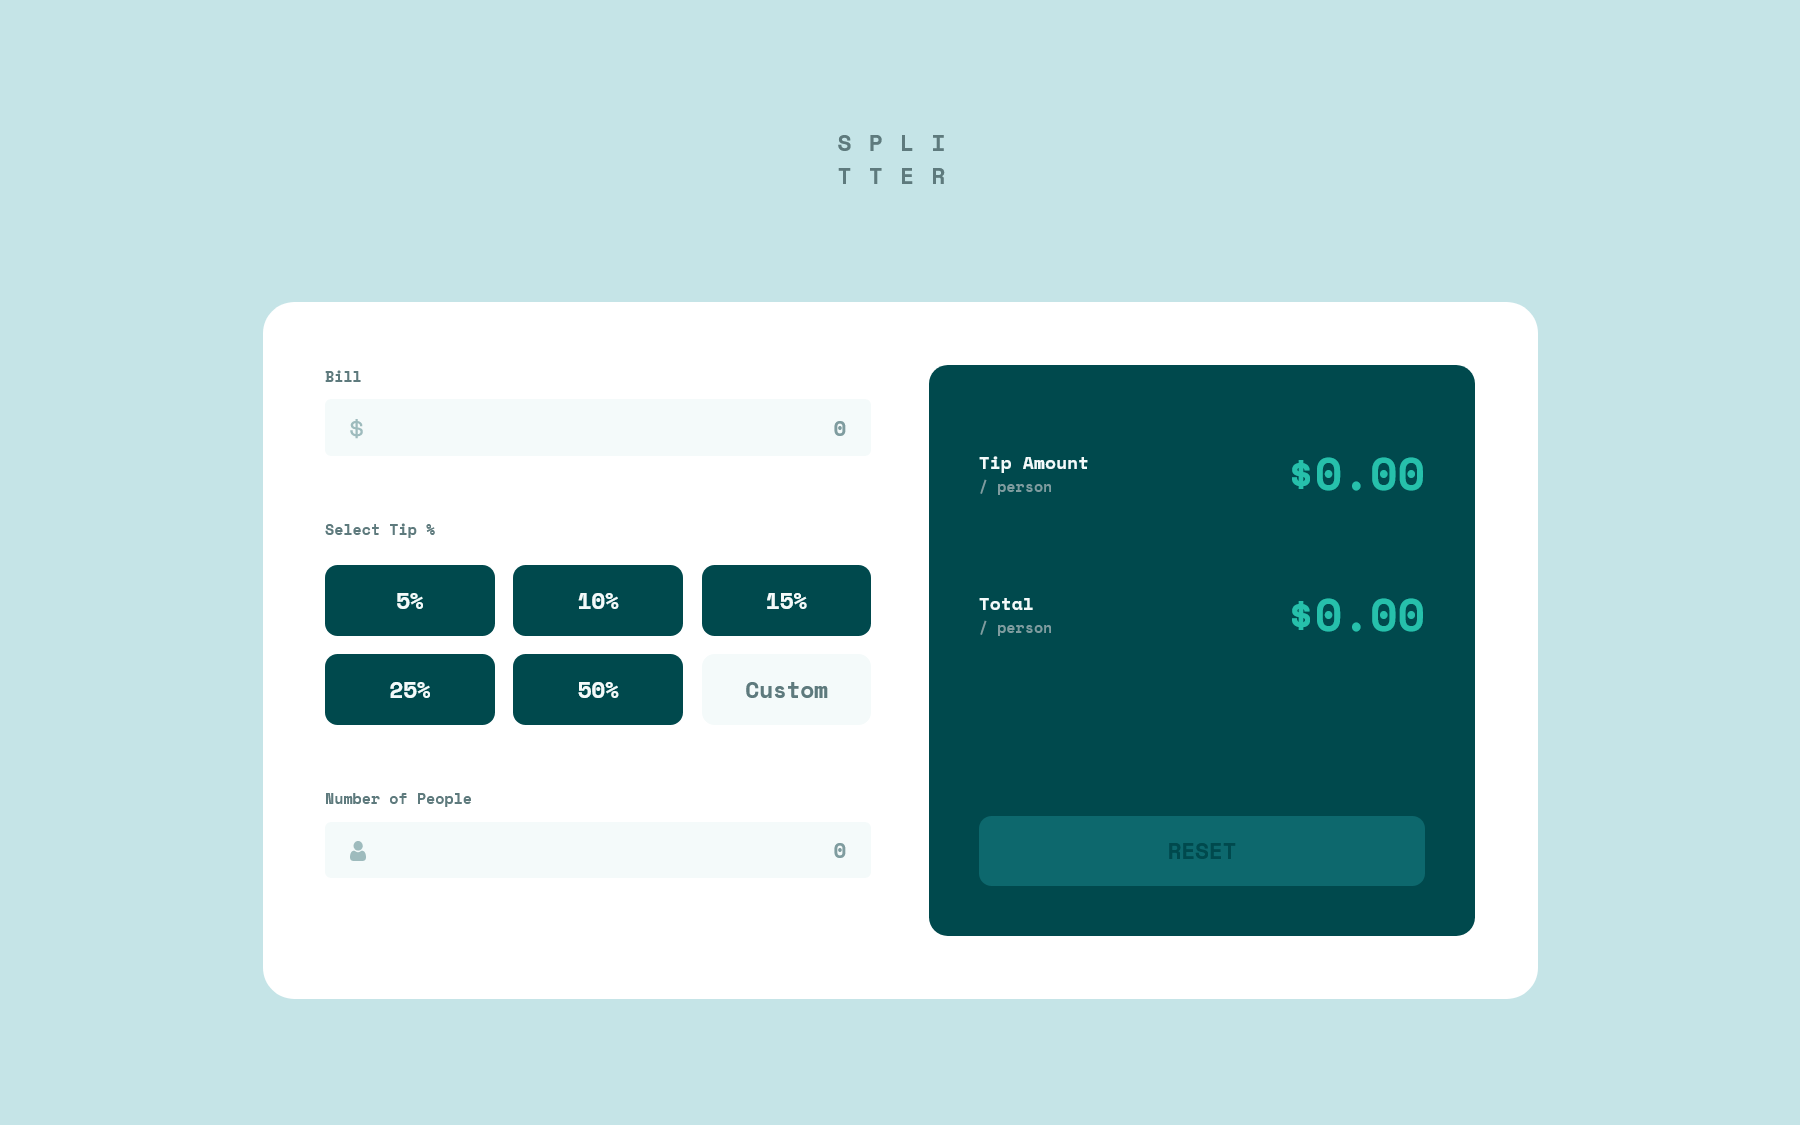 S P L I
T T E R
Bill
$ 0
Select Tip %
5% 10% 15%
25% 50% Custom
Number of People
0
Tip Amount
/ person
$0.00
Total
/ person
$0.00
RESET